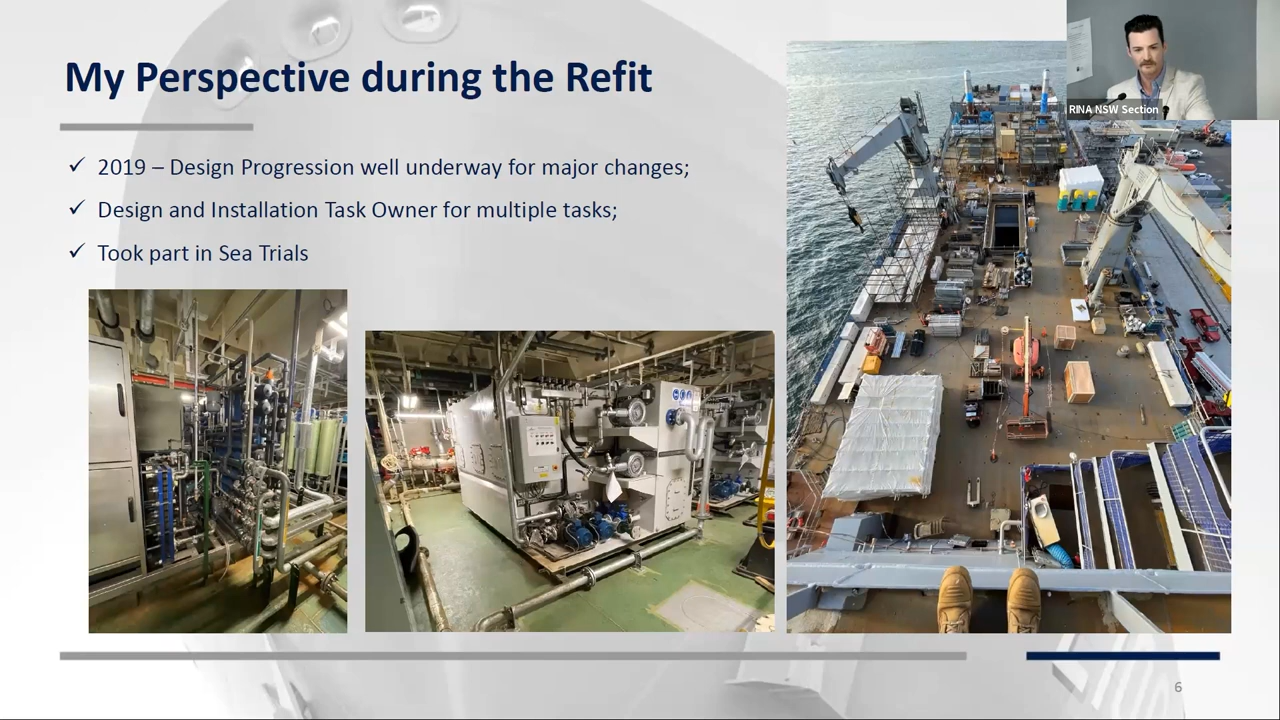 My Perspective during the Refit
RINA NSW Section
✓ 2019 – Design Progression well underway for major changes;
✓ Design and Installation Task Owner for multiple tasks;
✓ Took part in Sea Trials
6